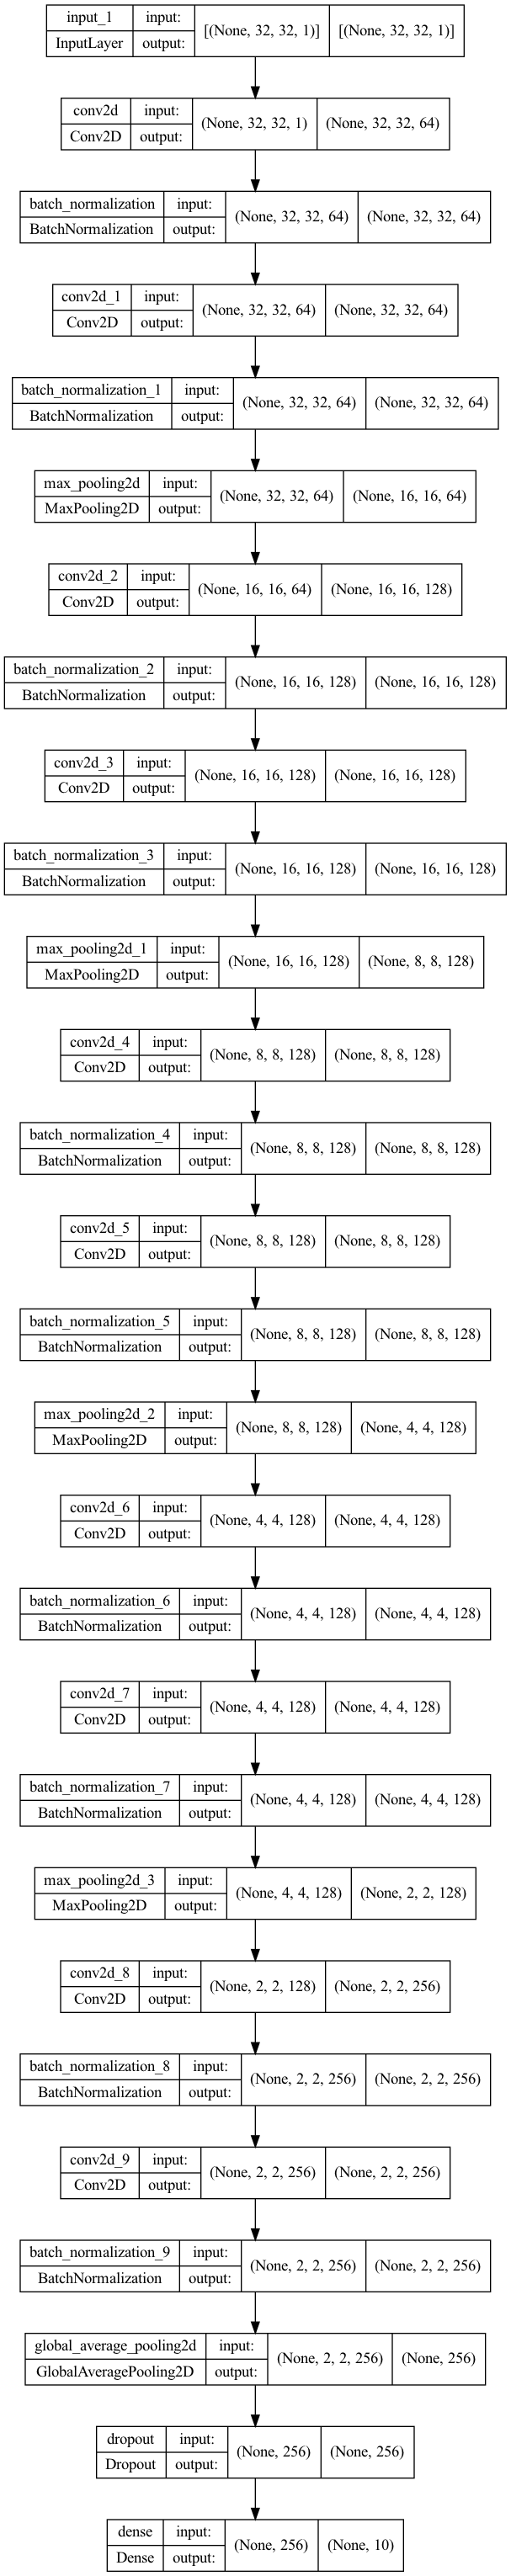 input_1 input: [(None, 32, 32, 1)] [(None, 32, 32, 1)]
InputLayer output:
conv2d input: (None, 32, 32, 1) (None, 32, 32, 64)
Conv2D output:
batch_normalization input: (None, 32, 32, 64) (None, 32, 32, 64)
BatchNormalization output:
conv2d_1 input: (None, 32, 32, 64) (None, 32, 32, 64)
Conv2D output:
batch_normalization_1 input: (None, 32, 32, 64) (None, 32, 32, 64)
BatchNormalization output:
max_pooling2d input: (None, 32, 32, 64) (None, 16, 16, 64)
MaxPooling2D output:
conv2d_2 input: (None, 16, 16, 64) (None, 16, 16, 128)
Conv2D output:
batch_normalization_2 input: (None, 16, 16, 128) (None, 16, 16, 128)
BatchNormalization output:
conv2d_3 input: (None, 16, 16, 128) (None, 16, 16, 128)
Conv2D output:
batch_normalization_3 input: (None, 16, 16, 128) (None, 16, 16, 128)
BatchNormalization output:
max_pooling2d_1 input: (None, 16, 16, 128) (None, 8, 8, 128)
MaxPooling2D output:
conv2d_4 input: (None, 8, 8, 128) (None, 8, 8, 128)
Conv2D output:
batch_normalization_4 input: (None, 8, 8, 128) (None, 8, 8, 128)
BatchNormalization output:
conv2d_5 input: (None, 8, 8, 128) (None, 8, 8, 128)
Conv2D output:
batch_normalization_5 input: (None, 8, 8, 128) (None, 8, 8, 128)
BatchNormalization output:
max_pooling2d_2 input: (None, 8, 8, 128) (None, 4, 4, 128)
MaxPooling2D output:
conv2d_6 input: (None, 4, 4, 128) (None, 4, 4, 128)
Conv2D output:
batch_normalization_6 input: (None, 4, 4, 128) (None, 4, 4, 128)
BatchNormalization output:
conv2d_7 input: (None, 4, 4, 128) (None, 4, 4, 128)
Conv2D output:
batch_normalization_7 input: (None, 4, 4, 128) (None, 4, 4, 128)
BatchNormalization output:
max_pooling2d_3 input: (None, 4, 4, 128) (None, 2, 2, 128)
MaxPooling2D output:
conv2d_8 input: (None, 2, 2, 128) (None, 2, 2, 256)
Conv2D output:
batch_normalization_8 input: (None, 2, 2, 256) (None, 2, 2, 256)
BatchNormalization output:
conv2d_9 input: (None, 2, 2, 256) (None, 2, 2, 256)
Conv2D output:
batch_normalization_9 input: (None, 2, 2, 256) (None, 2, 2, 256)
BatchNormalization output:
global_average_pooling2d input: (None, 2, 2, 256) (None, 256)
GlobalAveragePooling2D output:
dropout input: (None, 256) (None, 256)
Dropout output:
dense input: (None, 256) (None, 10)
Dense output: